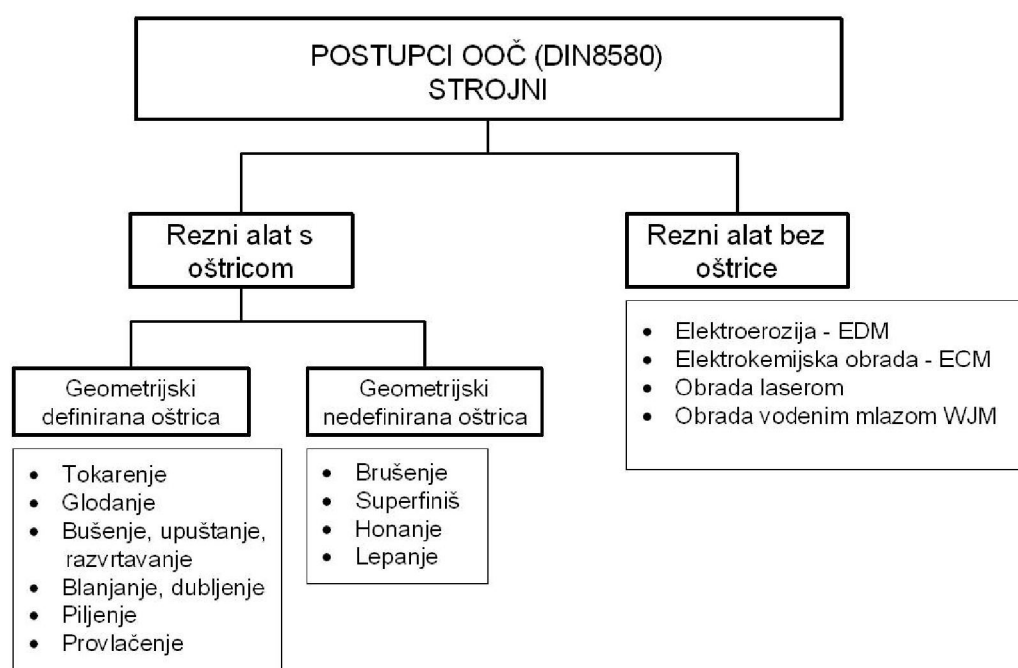 POSTUPCI OOČ (DIN8580)
STROJNI
Rezni alat s
oštricom
Rezni alat bez
oštrice
Geometrijski
definirana oštrica
Geometrijski
nedefinirana oštrica
• Elektroerozija - EDM
• Elektrokemijska obrada - ECM
• Obrada laserom
• Obrada vodenim mlazom WJM
• Tokarenje
• Glodanje
• Bušenje, upuštanje,
razvrtavanje
• Blanjanje, dubljenje
• Piljenje
• Provlačenje
• Brušenje
• Superfiniš
• Honanje
• Lepanje